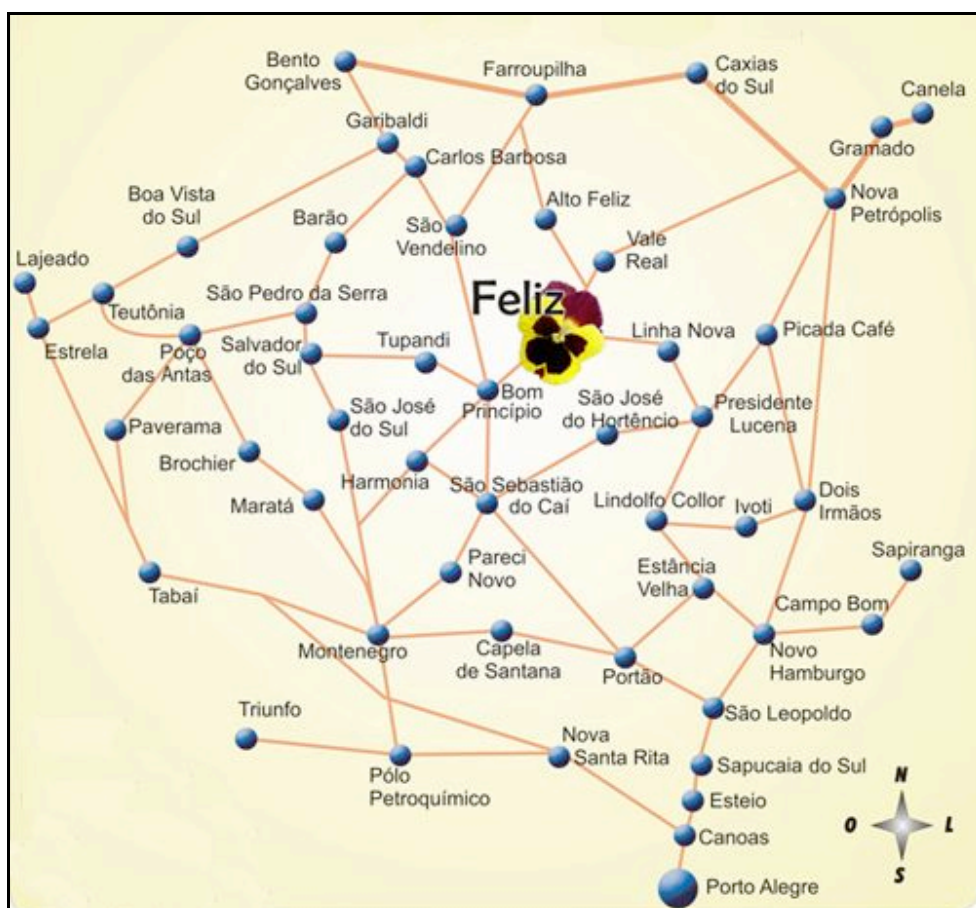 Bento
Gonçalves
Farroupilha
Caxias
do Sul
Canela
Garibaldi
Gramado
Carlos Barbosa
Boa Vista
do Sul
Barão
São
Vendelino
Alto Feliz
Nova
Petrópolis
Vale
Real
Lajeado
Teutônia
São Pedro da Serra
Feliz
Estrela
Poço
das Antas
Salvador
do Sul
Tupandi
Linha Nova
Picada Café
Bom
Princípio
São José
do Hortêncio
Presidente
Lucena
São José
do Sul
Paverama
Brochier
Harmonia
São Sebastião
do Caí
Maratá
Lindolfo Collor
Ivoti
Dois
Irmãos
Sapiranga
Tabaí
Pareci
Novo
Estância
Velha
Campo Bom
Montenegro
Capela
de Santana
Portão
Novo
Hamburgo
Triunfo
São Leopoldo
Nova
Santa Rita
Pólo
Petroquímico
Sapucaia do Sul
Esteio
Canoas
Porto Alegre
N
O
L
S